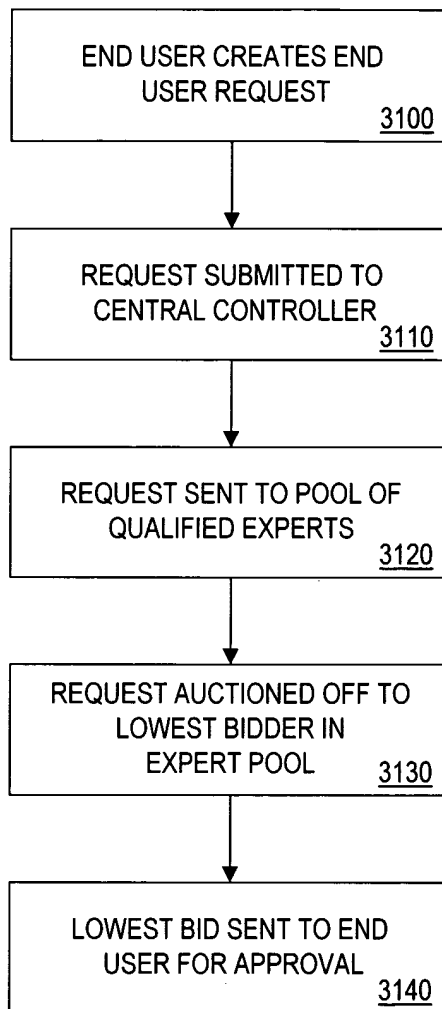 END USER CREATES END
USER REQUEST
3100
REQUEST SUBMITTED TO
CENTRAL CONTROLLER
3110
REQUEST SENT TO POOL OF
QUALIFIED EXPERTS
3120
REQUEST AUCTIONED OFF TO
LOWEST BIDDER IN
EXPERT POOL
3130
LOWEST BID SENT TO END
USER FOR APPROVAL
3140